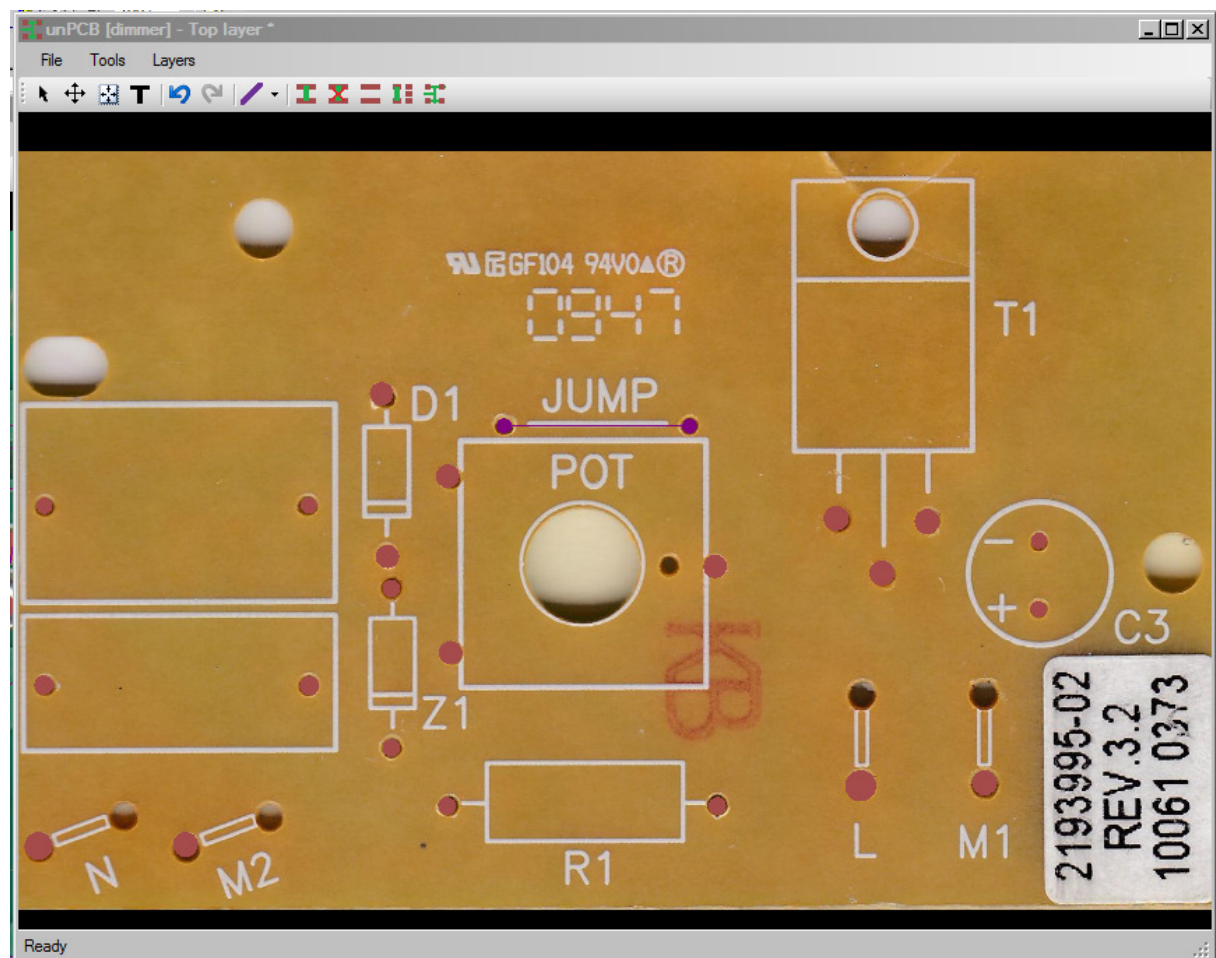 unPCB [dimmer] - Top layer *
File Tools Layers
T
GF104 94V0▲®
0947
T1
D1
JUMP
POT
−
+
C3
KB
Z1
2193995-02
REV.3.2
10061 0373
N
M2
R1
L
M1
Ready